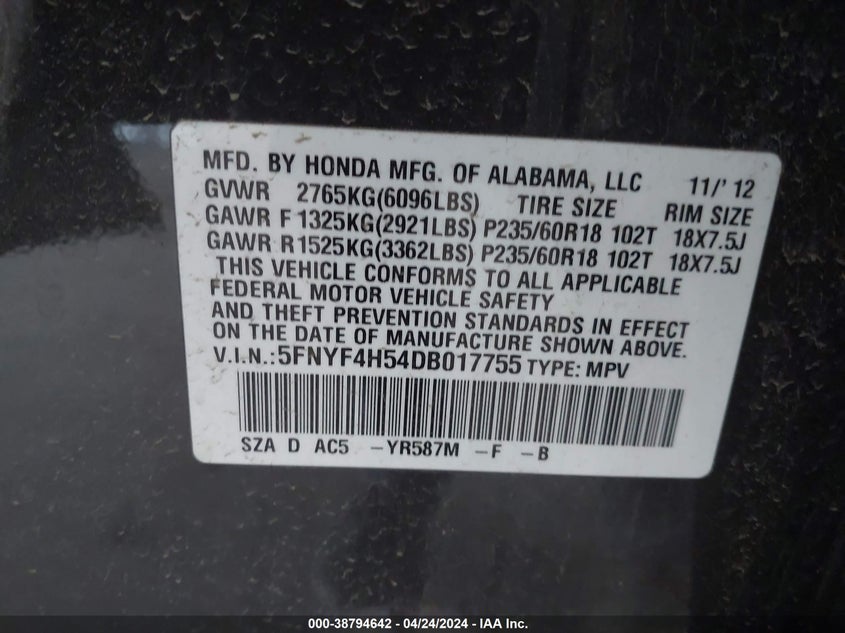 MFD. BY HONDA MFG. OF ALABAMA, LLC 11/'12
GVWR 2765KG(6096LBS) TIRE SIZE RIM SIZE
GAWR F 1325KG(2921LBS) P235/60R18 102T 18X7.5J
GAWR R1525KG(3362LBS) P235/60R18 102T 18X7.5J
THIS VEHICLE CONFORMS TO ALL APPLICABLE
FEDERAL MOTOR VEHICLE SAFETY
AND THEFT PREVENTION STANDARDS IN EFFECT
ON THE DATE OF MANUFACTURE SHOWN ABOVE.
V.I.N.:5FNYF4H54DB017755 TYPE: MPV
SZA D AC5 -YR587M -F -B
000-38794642 - 04/24/2024 - IAA Inc.